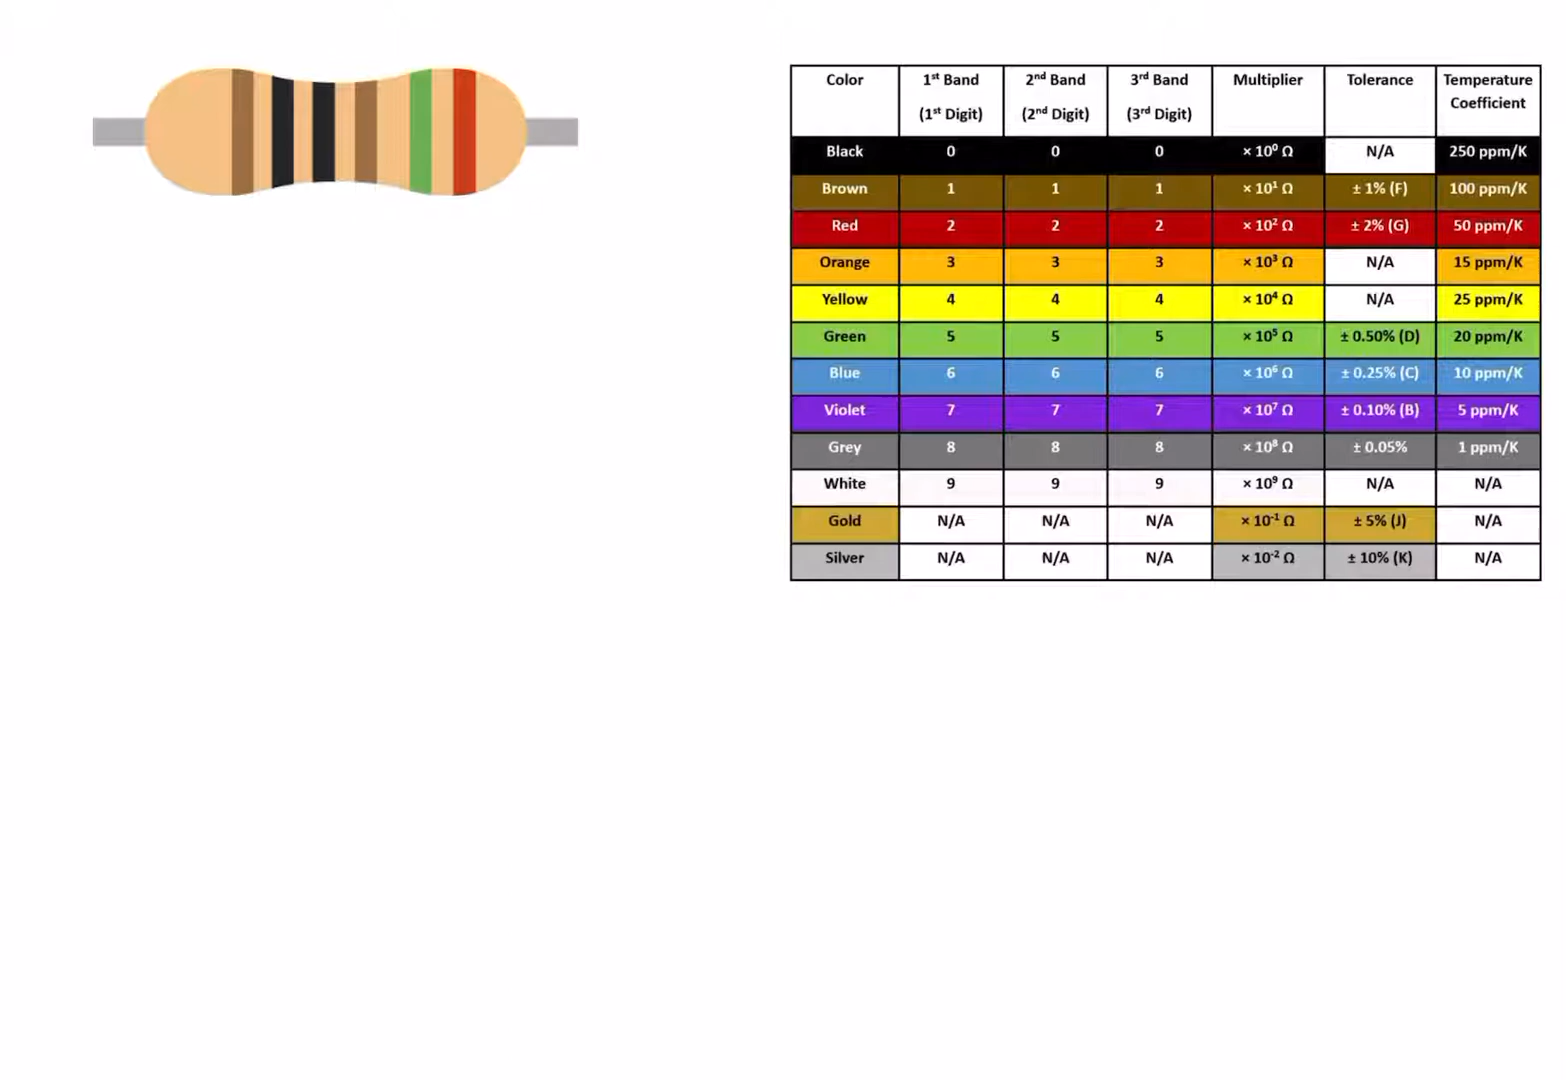 Color 1st Band (1st Digit) 2nd Band (2nd Digit) 3rd Band (3rd Digit) Multiplier Tolerance Temperature Coefficient
Black 0 0 0 × 10⁰ Ω N/A 250 ppm/K
Brown 1 1 1 × 10¹ Ω ± 1% (F) 100 ppm/K
Red 2 2 2 × 10² Ω ± 2% (G) 50 ppm/K
Orange 3 3 3 × 10³ Ω N/A 15 ppm/K
Yellow 4 4 4 × 10⁴ Ω N/A 25 ppm/K
Green 5 5 5 × 10⁵ Ω ± 0.50% (D) 20 ppm/K
Blue 6 6 6 × 10⁶ Ω ± 0.25% (C) 10 ppm/K
Violet 7 7 7 × 10⁷ Ω ± 0.10% (B) 5 ppm/K
Grey 8 8 8 × 10⁸ Ω ± 0.05% 1 ppm/K
White 9 9 9 × 10⁹ Ω N/A N/A
Gold N/A N/A N/A × 10⁻¹ Ω ± 5% (J) N/A
Silver N/A N/A N/A × 10⁻² Ω ± 10% (K) N/A